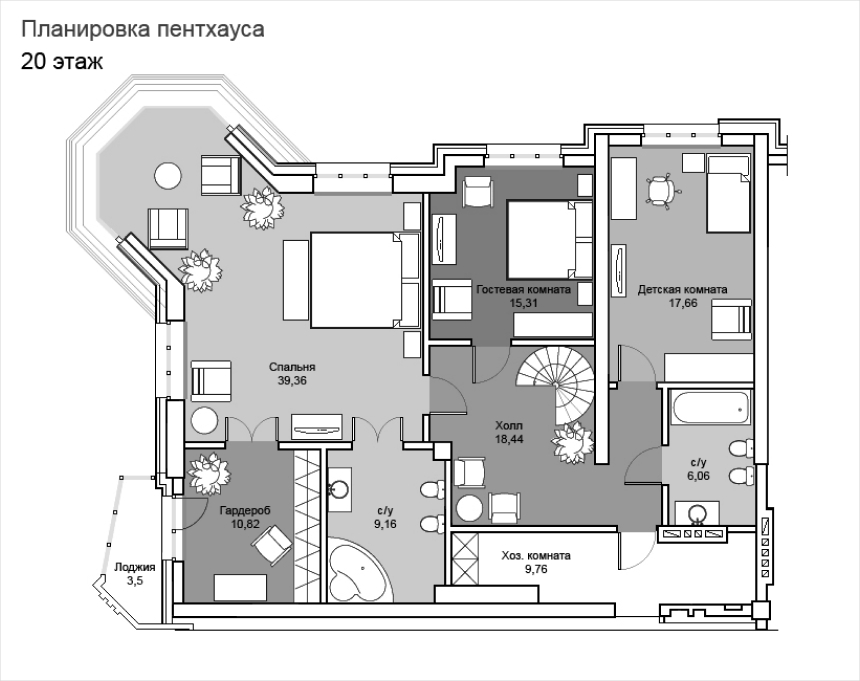 Планировка пентхауса
20 этаж
Гостевая комната
15,31
Детская комната
17,66
Спальня
39,36
Холл
18,44
с/у
6,06
Гардероб
10,82
с/у
9,16
Хоз. комната
9,76
Лоджия
3,5